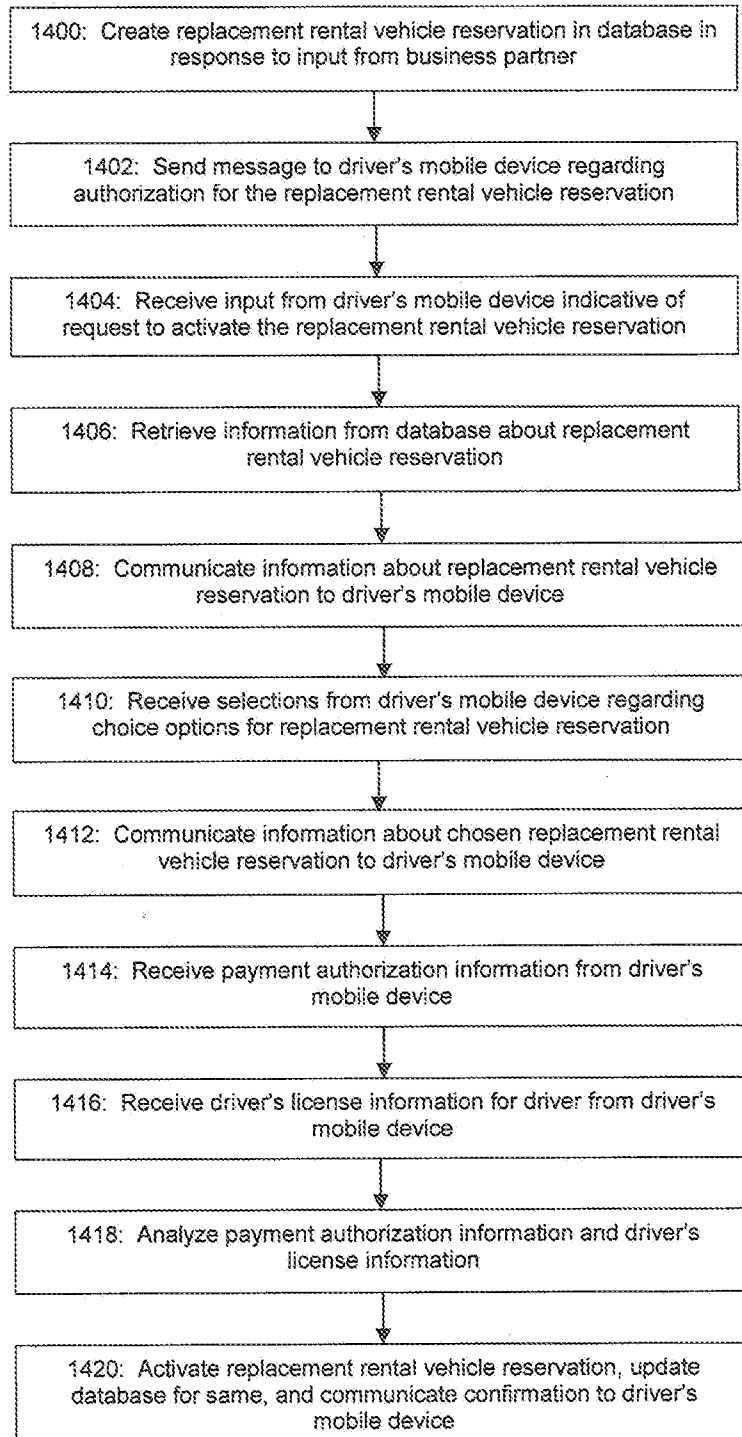 1400: Create replacement rental vehicle reservation in database in
response to input from business partner
1402: Send message to driver's mobile device regarding
authorization for the replacement rental vehicle reservation
1404: Receive input from driver's mobile device indicative of
request to activate the replacement rental vehicle reservation
1406: Retrieve information from database about replacement
rental vehicle reservation
1408: Communicate information about replacement rental vehicle
reservation to driver's mobile device
1410: Receive selections from driver's mobile device regarding
choice options for replacement rental vehicle reservation
1412: Communicate information about chosen replacement rental
vehicle reservation to driver's mobile device
1414: Receive payment authorization information from driver's
mobile device
1416: Receive driver's license information for driver from driver's
mobile device
1418: Analyze payment authorization information and driver's
license information
1420: Activate replacement rental vehicle reservation, update
database for same, and communicate confirmation to driver's
mobile device